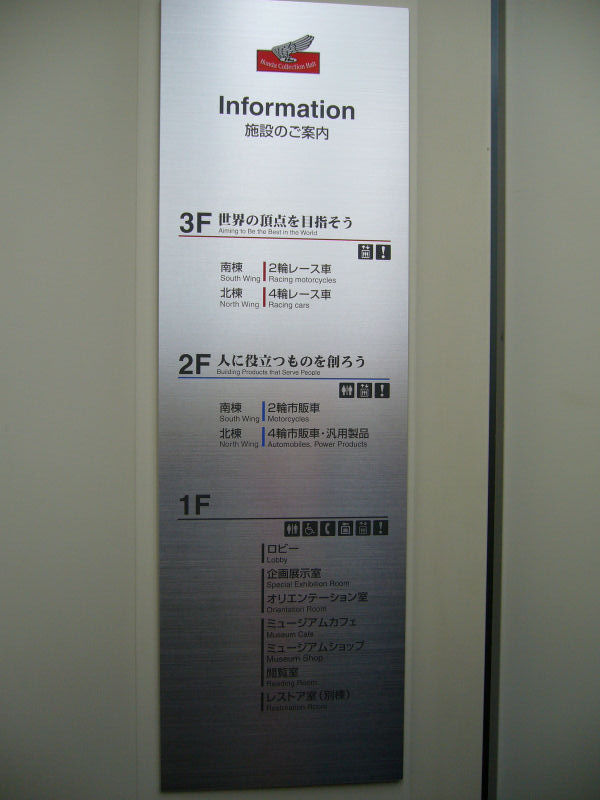 Honda Collection Hall
Information
施設のご案内
3F 世界の頂点を目指そう
Aiming to Be the Best in the World
南棟 2輪レース車
South Wing Racing motorcycles
北棟 4輪レース車
North Wing Racing cars
2F 人に役立つものを創ろう
Building Products that Serve People
南棟 2輪市販車
South Wing Motorcycles
北棟 4輪市販車・汎用製品
North Wing Automobiles, Power Products
1F
ロビー
Lobby
企画展示室
Special Exhibition Room
オリエンテーション室
Orientation Room
ミュージアムカフェ
Museum Cafe
ミュージアムショップ
Museum Shop
閲覧室
Reading Room
レストア室(別棟)
Restoration Room